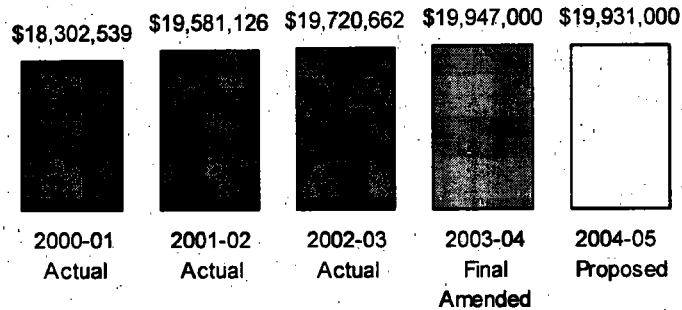 $18,302,539 $19,581,126 $19,720,662 $19,947,000 $19,931,000
2000-01 2001-02 2002-03 2003-04 2004-05
Actual Actual Actual Final Proposed
Amended